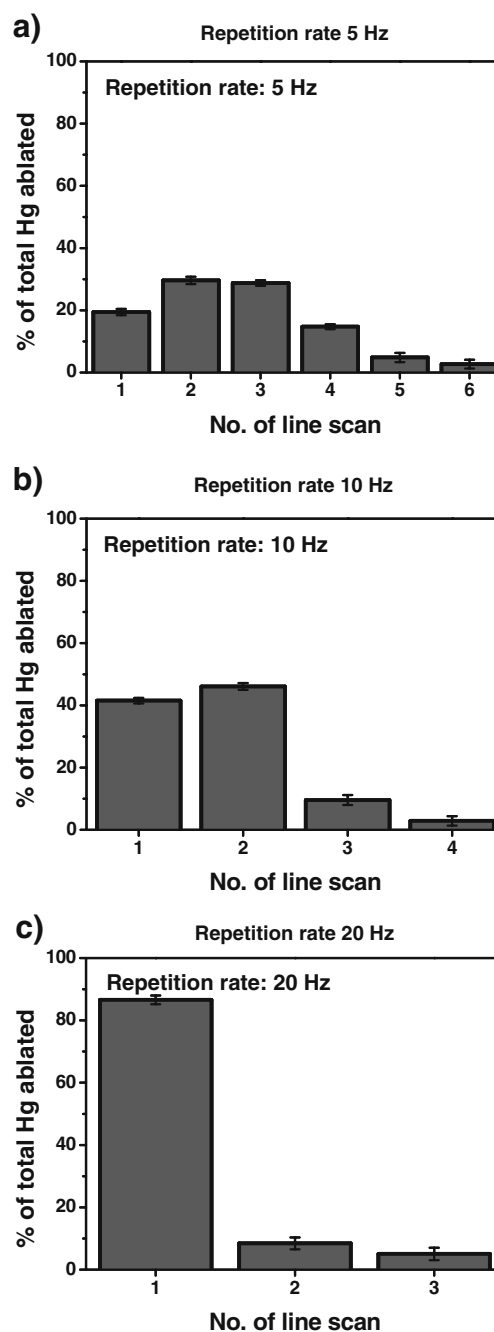 a)
Repetition rate 5 Hz
Repetition rate: 5 Hz
% of total Hg ablated
100
80
60
40
20
0
1 2 3 4 5 6
No. of line scan
b)
Repetition rate 10 Hz
Repetition rate: 10 Hz
% of total Hg ablated
100
80
60
40
20
0
1 2 3 4
No. of line scan
c)
Repetition rate 20 Hz
Repetition rate: 20 Hz
% of total Hg ablated
100
80
60
40
20
0
1 2 3
No. of line scan